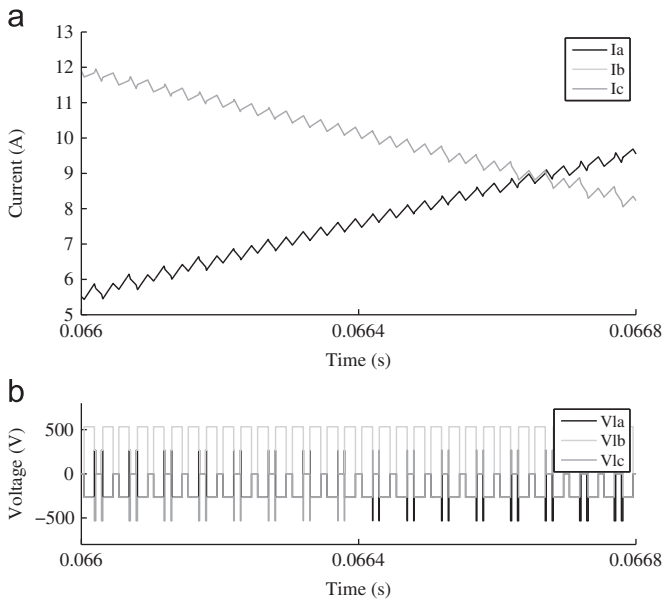 a
13
12
11
10
9
8
7
6
5
Current (A)
Ia
Ib
Ic
0.066
0.0664
0.0668
Time (s)
b
500
0
−500
Voltage (V)
Vla
Vlb
Vlc
0.066
0.0664
0.0668
Time (s)